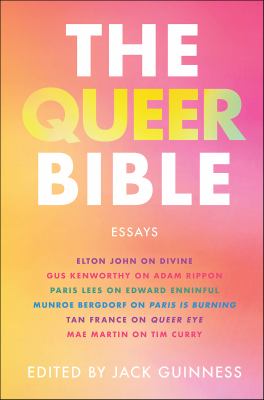 THE
QUEER
BIBLE
ESSAYS
ELTON JOHN ON DIVINE
GUS KENWORTHY ON ADAM RIPPON
PARIS LEES ON EDWARD ENNINFUL
MUNROE BERGDORF ON PARIS IS BURNING
TAN FRANCE ON QUEER EYE
MAE MARTIN ON TIM CURRY
EDITED BY JACK GUINNESS